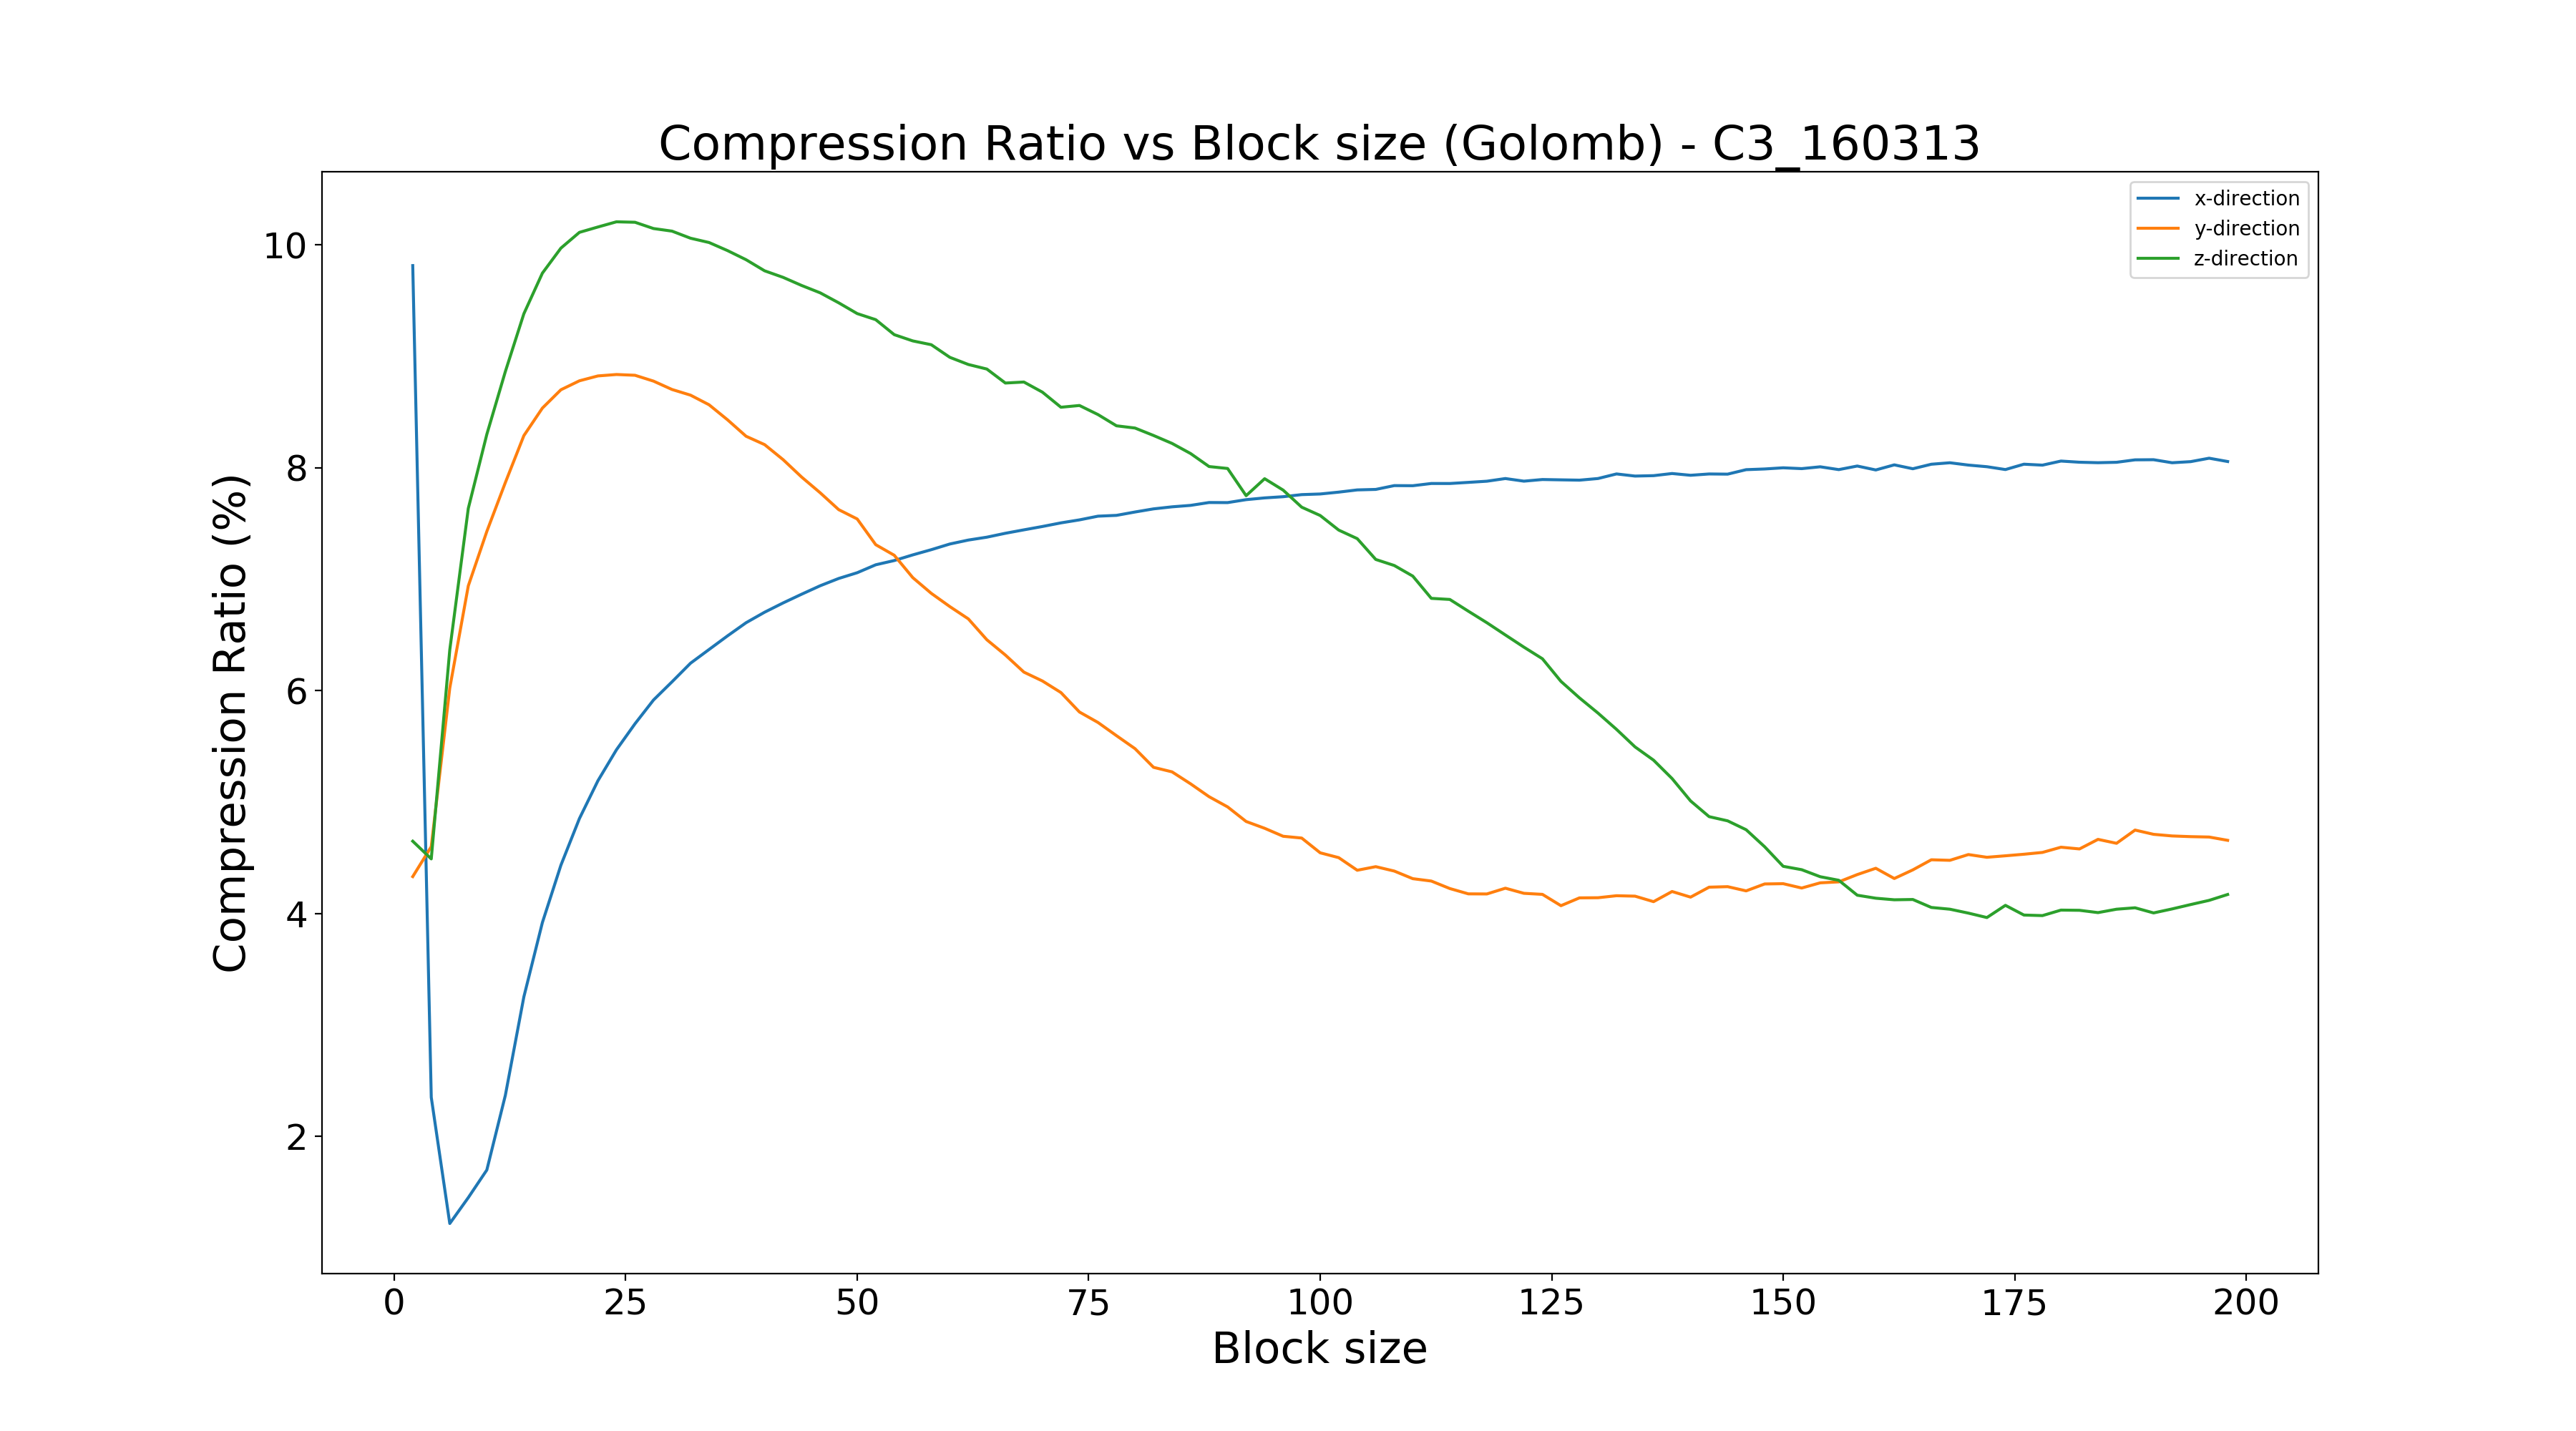 Compression Ratio vs Block size (Golomb) - C3_160313
x-direction
y-direction
z-direction
Compression Ratio (%)
10
8
6
4
2
0 25 50 75 100 125 150 175 200
Block size